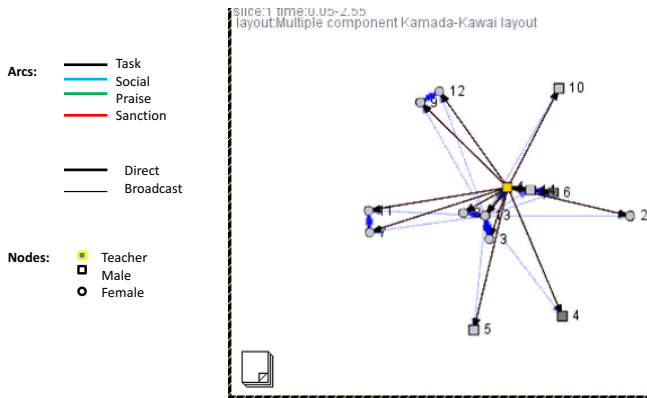 slice:1 time:0.05-2.55
layout:Multiple component Kamada-Kawai layout
Arcs:
Task
Social
Praise
Sanction
Direct
Broadcast
Nodes:
Teacher
Male
Female
12
9
10
6
2
3
4
5